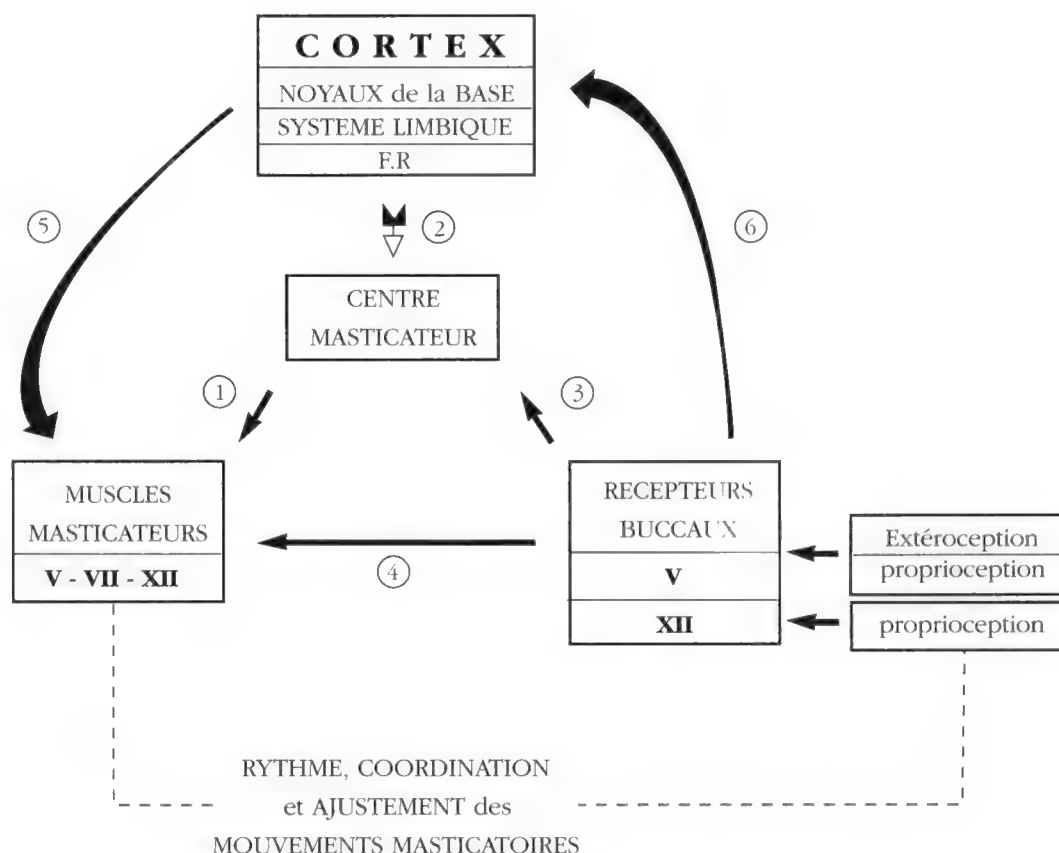 CORTEX
NOYAUX de la BASE
SYSTEME LIMBIQUE
F.R
⑤
②
⑥
CENTRE
MASTICATEUR
①
③
MUSCLES
MASTICATEURS
V - VII - XII
④
RECEPTEURS
BUCCAUX
V
XII
Extéroception
proprioception
proprioception
RYTHME, COORDINATION
et AJUSTEMENT des
MOUVEMENTS MASTICATOIRES